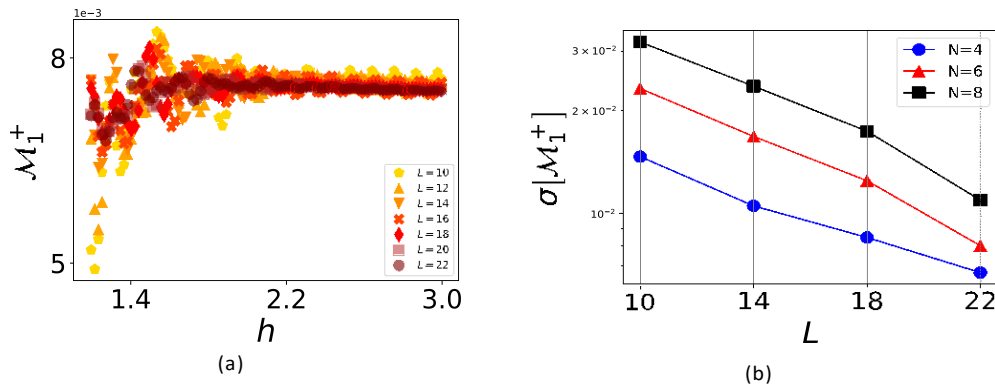 1e−3
8
5
ℳ₁⁺
1.4
2.2
3.0
h
L = 10
L = 12
L = 14
L = 16
L = 18
L = 20
L = 22
(a)
3 × 10⁻²
2 × 10⁻²
10⁻²
σ[ℳ₁⁺]
N=4
N=6
N=8
10
14
18
22
L
(b)